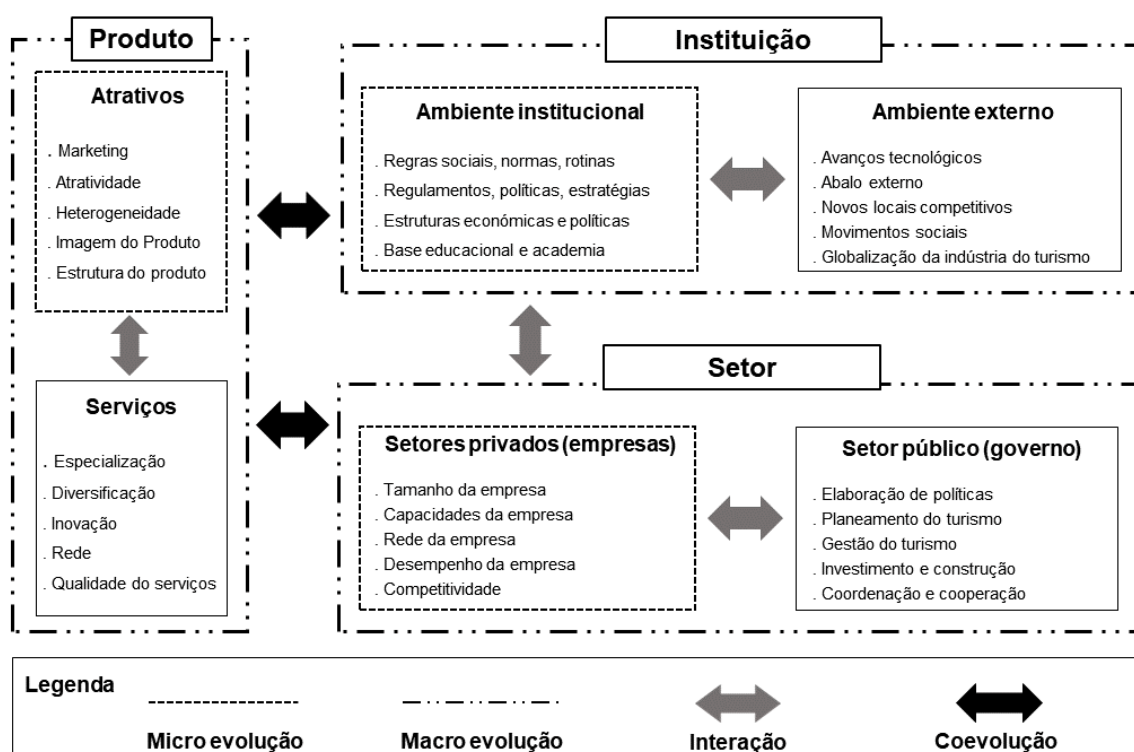 Produto
Atrativos
. Marketing
. Atratividade
. Heterogeneidade
. Imagem do Produto
. Estrutura do produto
Serviços
. Especialização
. Diversificação
. Inovação
. Rede
. Qualidade do serviços
Instituição
Ambiente institucional
. Regras sociais, normas, rotinas
. Regulamentos, políticas, estratégias
. Estruturas económicas e políticas
. Base educacional e academia
Ambiente externo
. Avanços tecnológicos
. Abalo externo
. Novos locais competitivos
. Movimentos sociais
. Globalização da indústria do turismo
Setor
Setores privados (empresas)
. Tamanho da empresa
. Capacidades da empresa
. Rede da empresa
. Desempenho da empresa
. Competitividade
Setor público (governo)
. Elaboração de políticas
. Planeamento do turismo
. Gestão do turismo
. Investimento e construção
. Coordenação e cooperação
Legenda
Micro evolução
Macro evolução
Interação
Coevolução